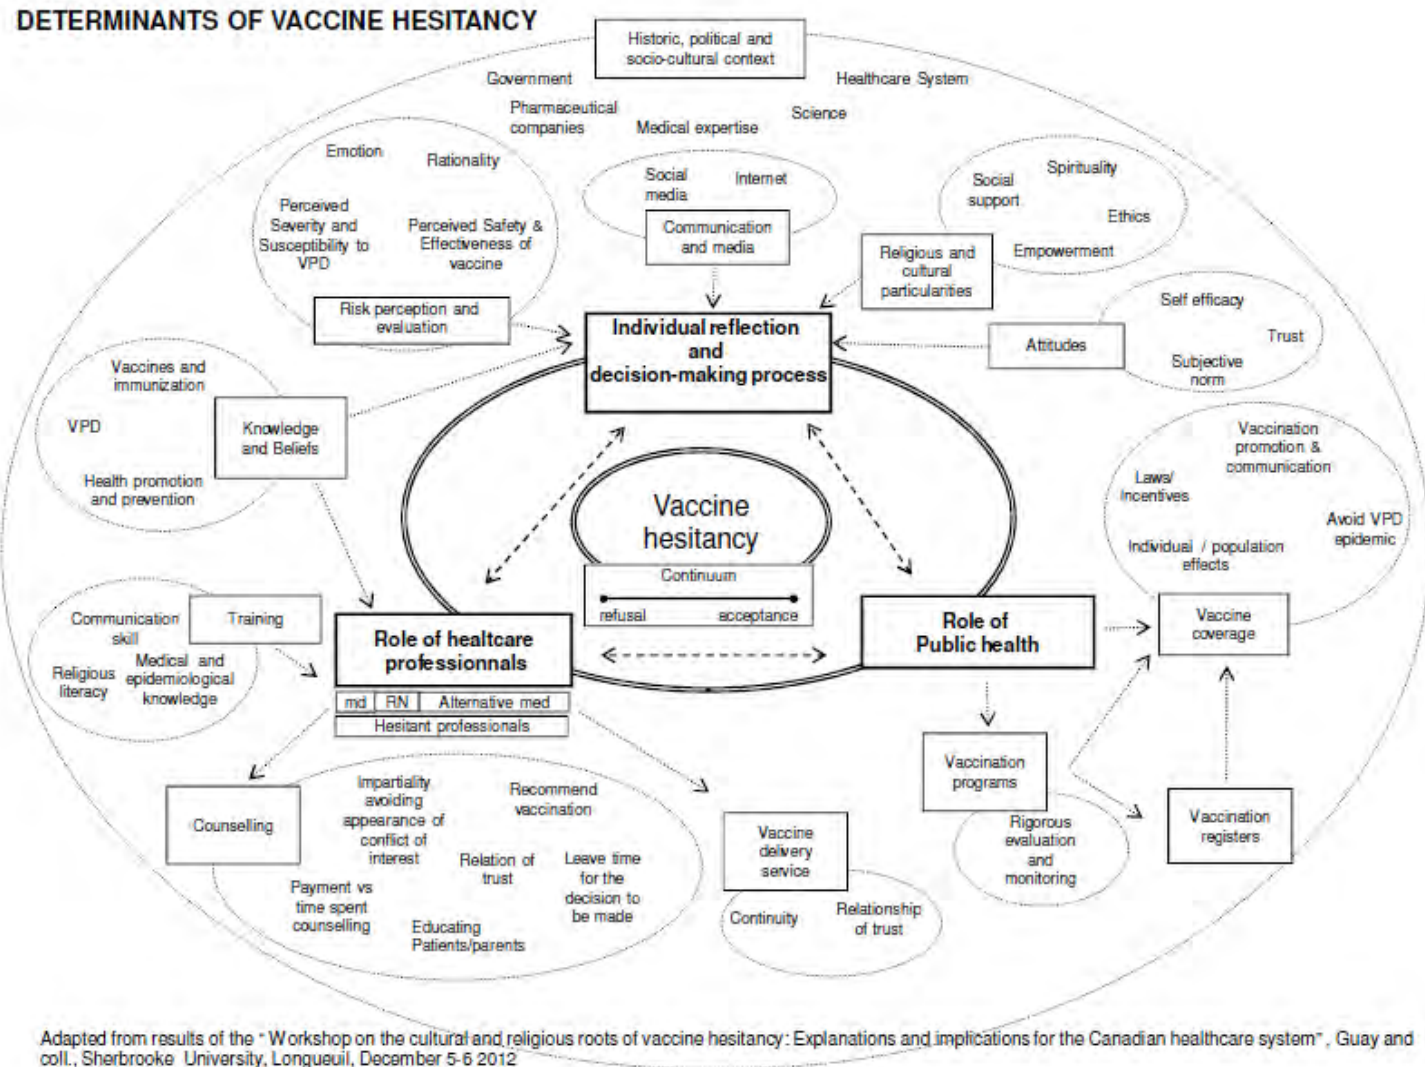 DETERMINANTS OF VACCINE HESITANCY
Historic, political and
socio-cultural context
Government
Healthcare System
Pharmaceutical
companies
Medical expertise
Science
Emotion
Rationality
Perceived
Severity and
Susceptibility to
VPD
Perceived Safety &
Effectiveness of
vaccine
Risk perception and
evaluation
Social
media
Internet
Communication
and media
Social
support
Spirituality
Ethics
Empowerment
Religious and
cultural
particularities
Self efficacy
Trust
Subjective
norm
Attitudes
Individual reflection
and
decision-making process
Vaccines and
immunization
VPD
Health promotion
and prevention
Knowledge
and Beliefs
Vaccine
hesitancy
Continuum
refusal
acceptance
Vaccination
promotion &
communication
Laws/
Incentives
Avoid VPD
epidemic
Individual / population
effects
Vaccine
coverage
Communication
skill
Training
Religious
literacy
Medical and
epidemiological
knowledge
Role of healtcare
professionnals
md
RN
Alternative med
Hesitant professionals
Role of
Public health
Counselling
Impartiality
avoiding
appearance of
conflict of
interest
Recommend
vaccination
Relation of
trust
Leave time
for the
decision to
be made
Payment vs
time spent
counselling
Educating
Patients/parents
Vaccine
delivery
service
Continuity
Relationship
of trust
Vaccination
programs
Rigorous
evaluation
and
monitoring
Vaccination
registers
Adapted from results of the " Workshop on the cultural and religious roots of vaccine hesitancy: Explanations and implications for the Canadian healthcare system" , Guay and
coll., Sherbrooke University, Longueuil, December 5-6 2012